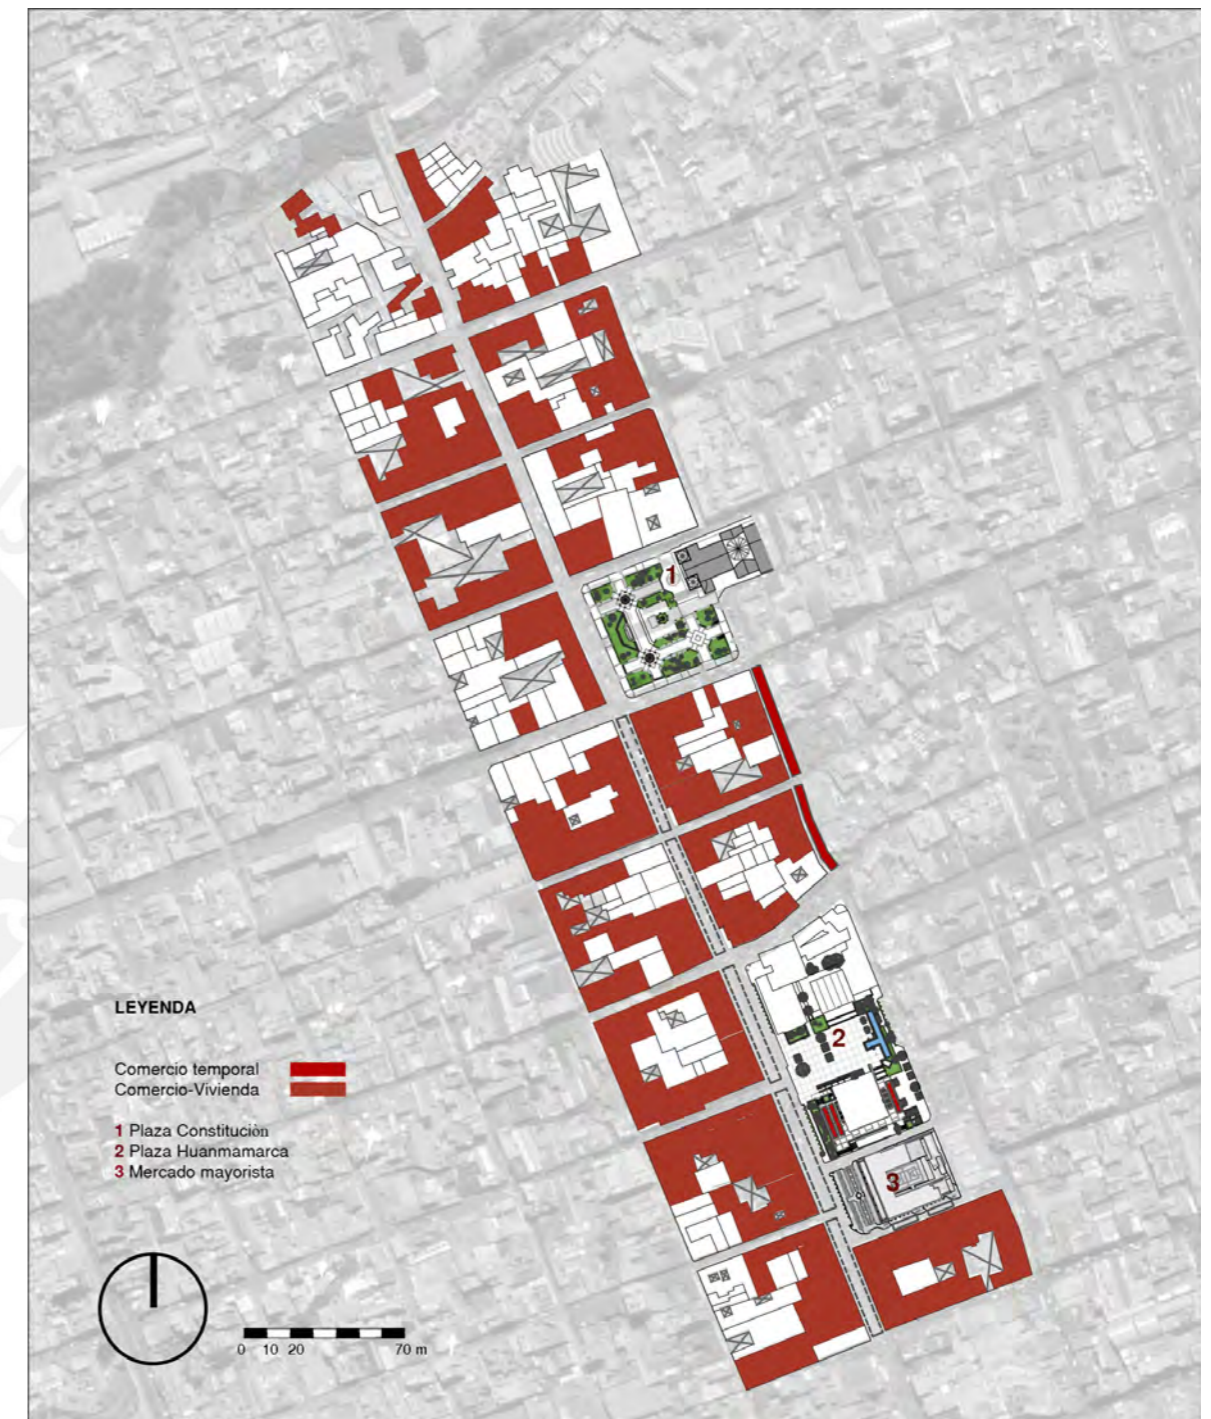 1
2
3
LEYENDA
Comercio temporal
Comercio-Vivienda
1 Plaza Constituciòn
2 Plaza Huanmamarca
3 Mercado mayorista
0 10 20 70 m